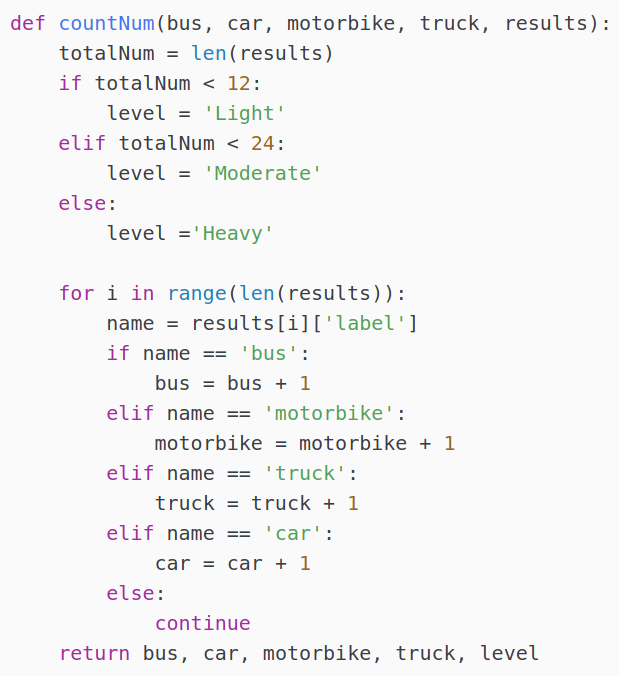 def countNum(bus, car, motorbike, truck, results):
    totalNum = len(results)
    if totalNum < 12:
        level = 'Light'
    elif totalNum < 24:
        level = 'Moderate'
    else:
        level ='Heavy'

    for i in range(len(results)):
        name = results[i]['label']
        if name == 'bus':
            bus = bus + 1
        elif name == 'motorbike':
            motorbike = motorbike + 1
        elif name == 'truck':
            truck = truck + 1
        elif name == 'car':
            car = car + 1
        else:
            continue
    return bus, car, motorbike, truck, level